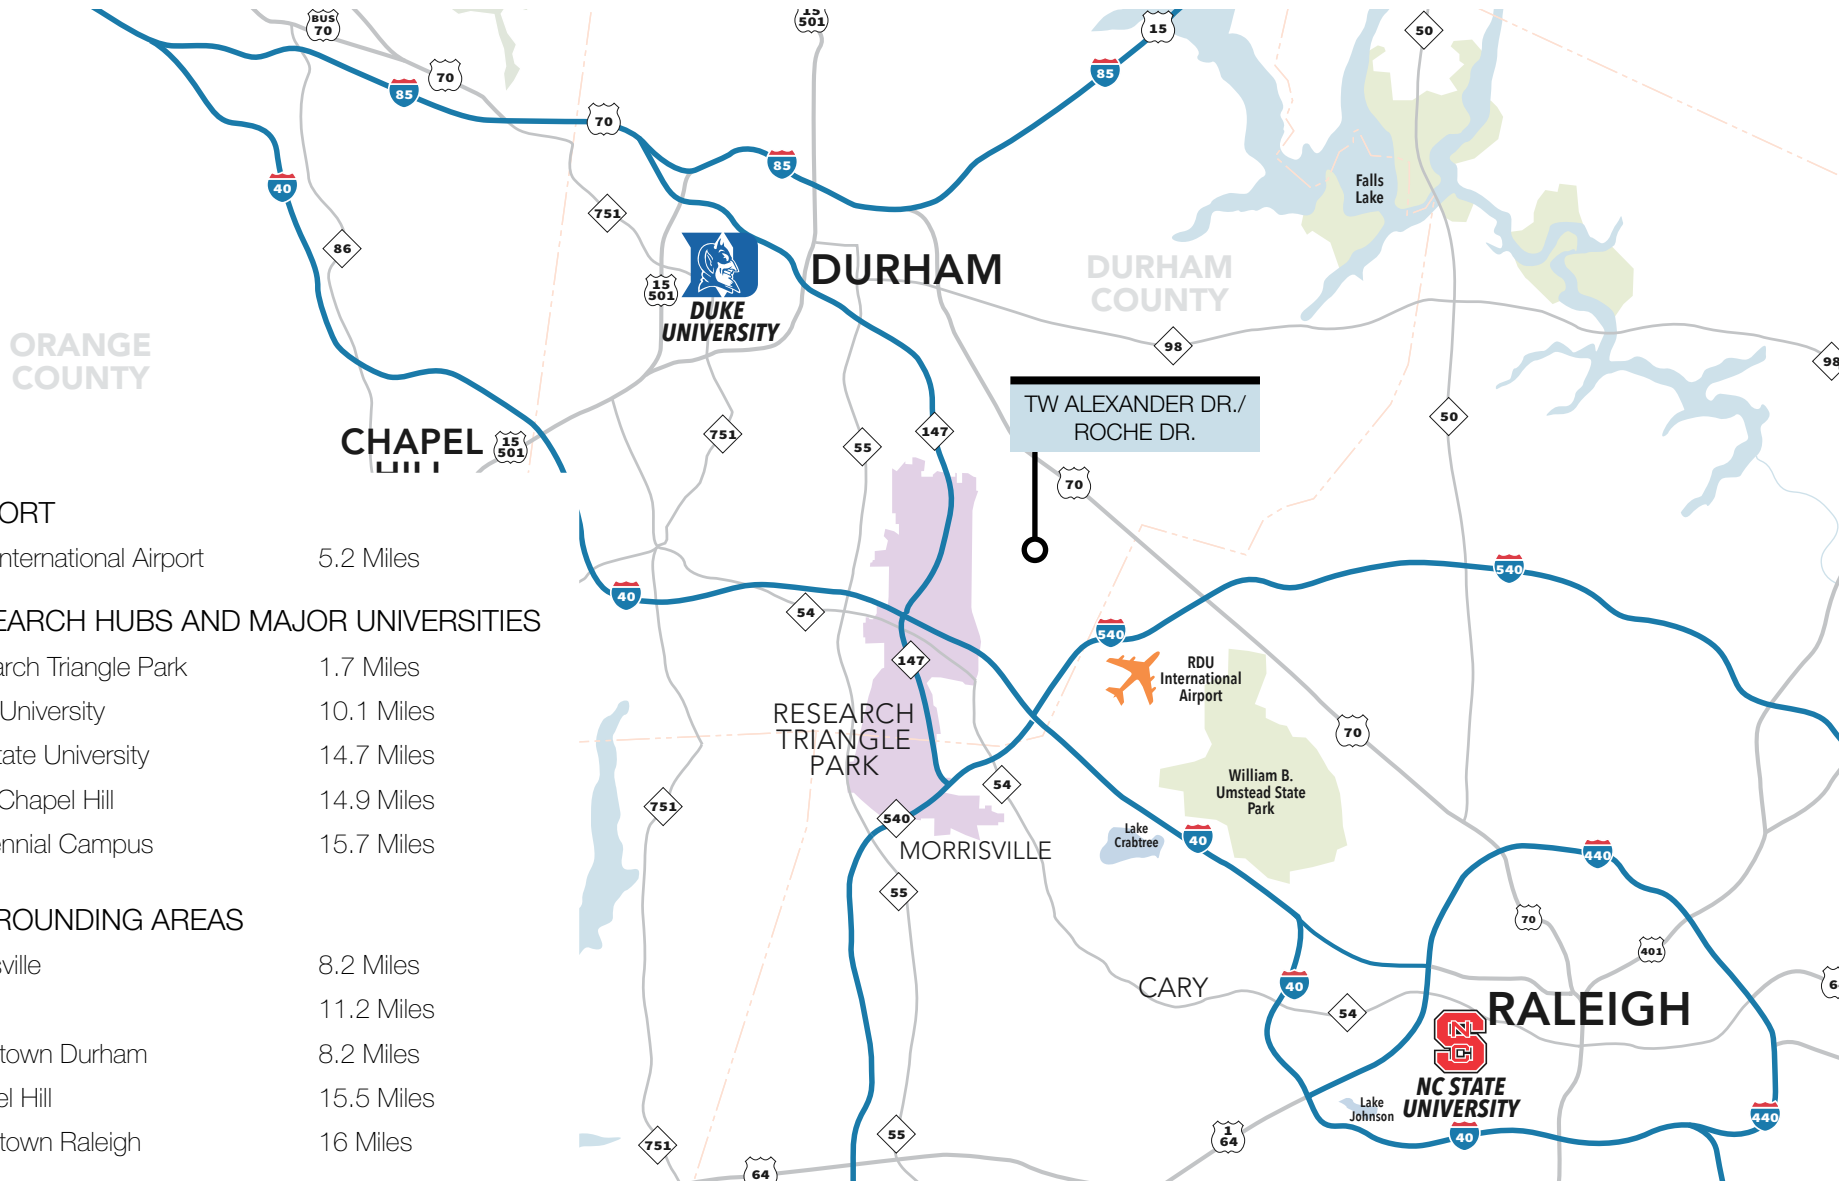 BUS
70
15
501
15
50
70
85
85
70
85
40
751
86
Falls
Lake
15
501
DUKE
UNIVERSITY
DURHAM
DURHAM
COUNTY
ORANGE
COUNTY
98
98
TW ALEXANDER DR./
ROCHE DR.
CHAPEL
HILL
15
501
751
55
147
50
70
ORT
nternational Airport 5.2 Miles
EARCH HUBS AND MAJOR UNIVERSITIES
arch Triangle Park 1.7 Miles
University 10.1 Miles
tate University 14.7 Miles
Chapel Hill 14.9 Miles
ennial Campus 15.7 Miles
ROUNDING AREAS
sville 8.2 Miles
11.2 Miles
town Durham 8.2 Miles
el Hill 15.5 Miles
town Raleigh 16 Miles
540
40
54
540
147
RDU
International
Airport
RESEARCH
TRIANGLE
PARK
70
54
William B.
Umstead State
Park
751
540
MORRISVILLE
Lake
Crabtree
40
440
55
70
401
CARY
40
54
6
RALEIGH
NC STATE
UNIVERSITY
Lake
Johnson
440
55
1
64
40
751
64